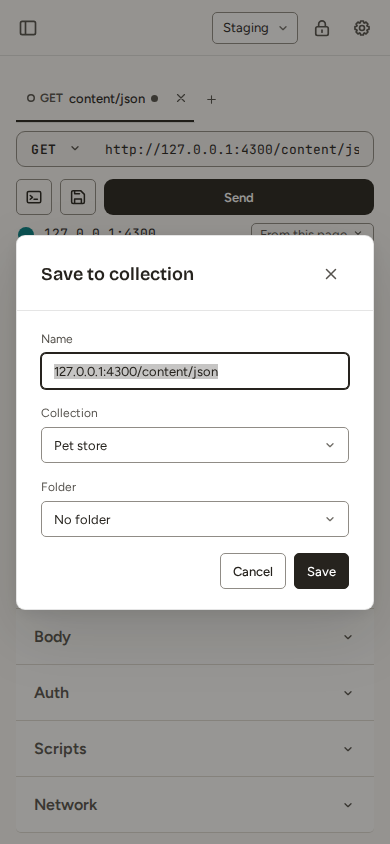 Staging
GET content/json
GET http://127.0.0.1:4300/content/js
Send
127.0.0.1:4300 From this page
Save to collection
Name
127.0.0.1:4300/content/json
Collection
Pet store
Folder
No folder
Cancel Save
Body
Auth
Scripts
Network